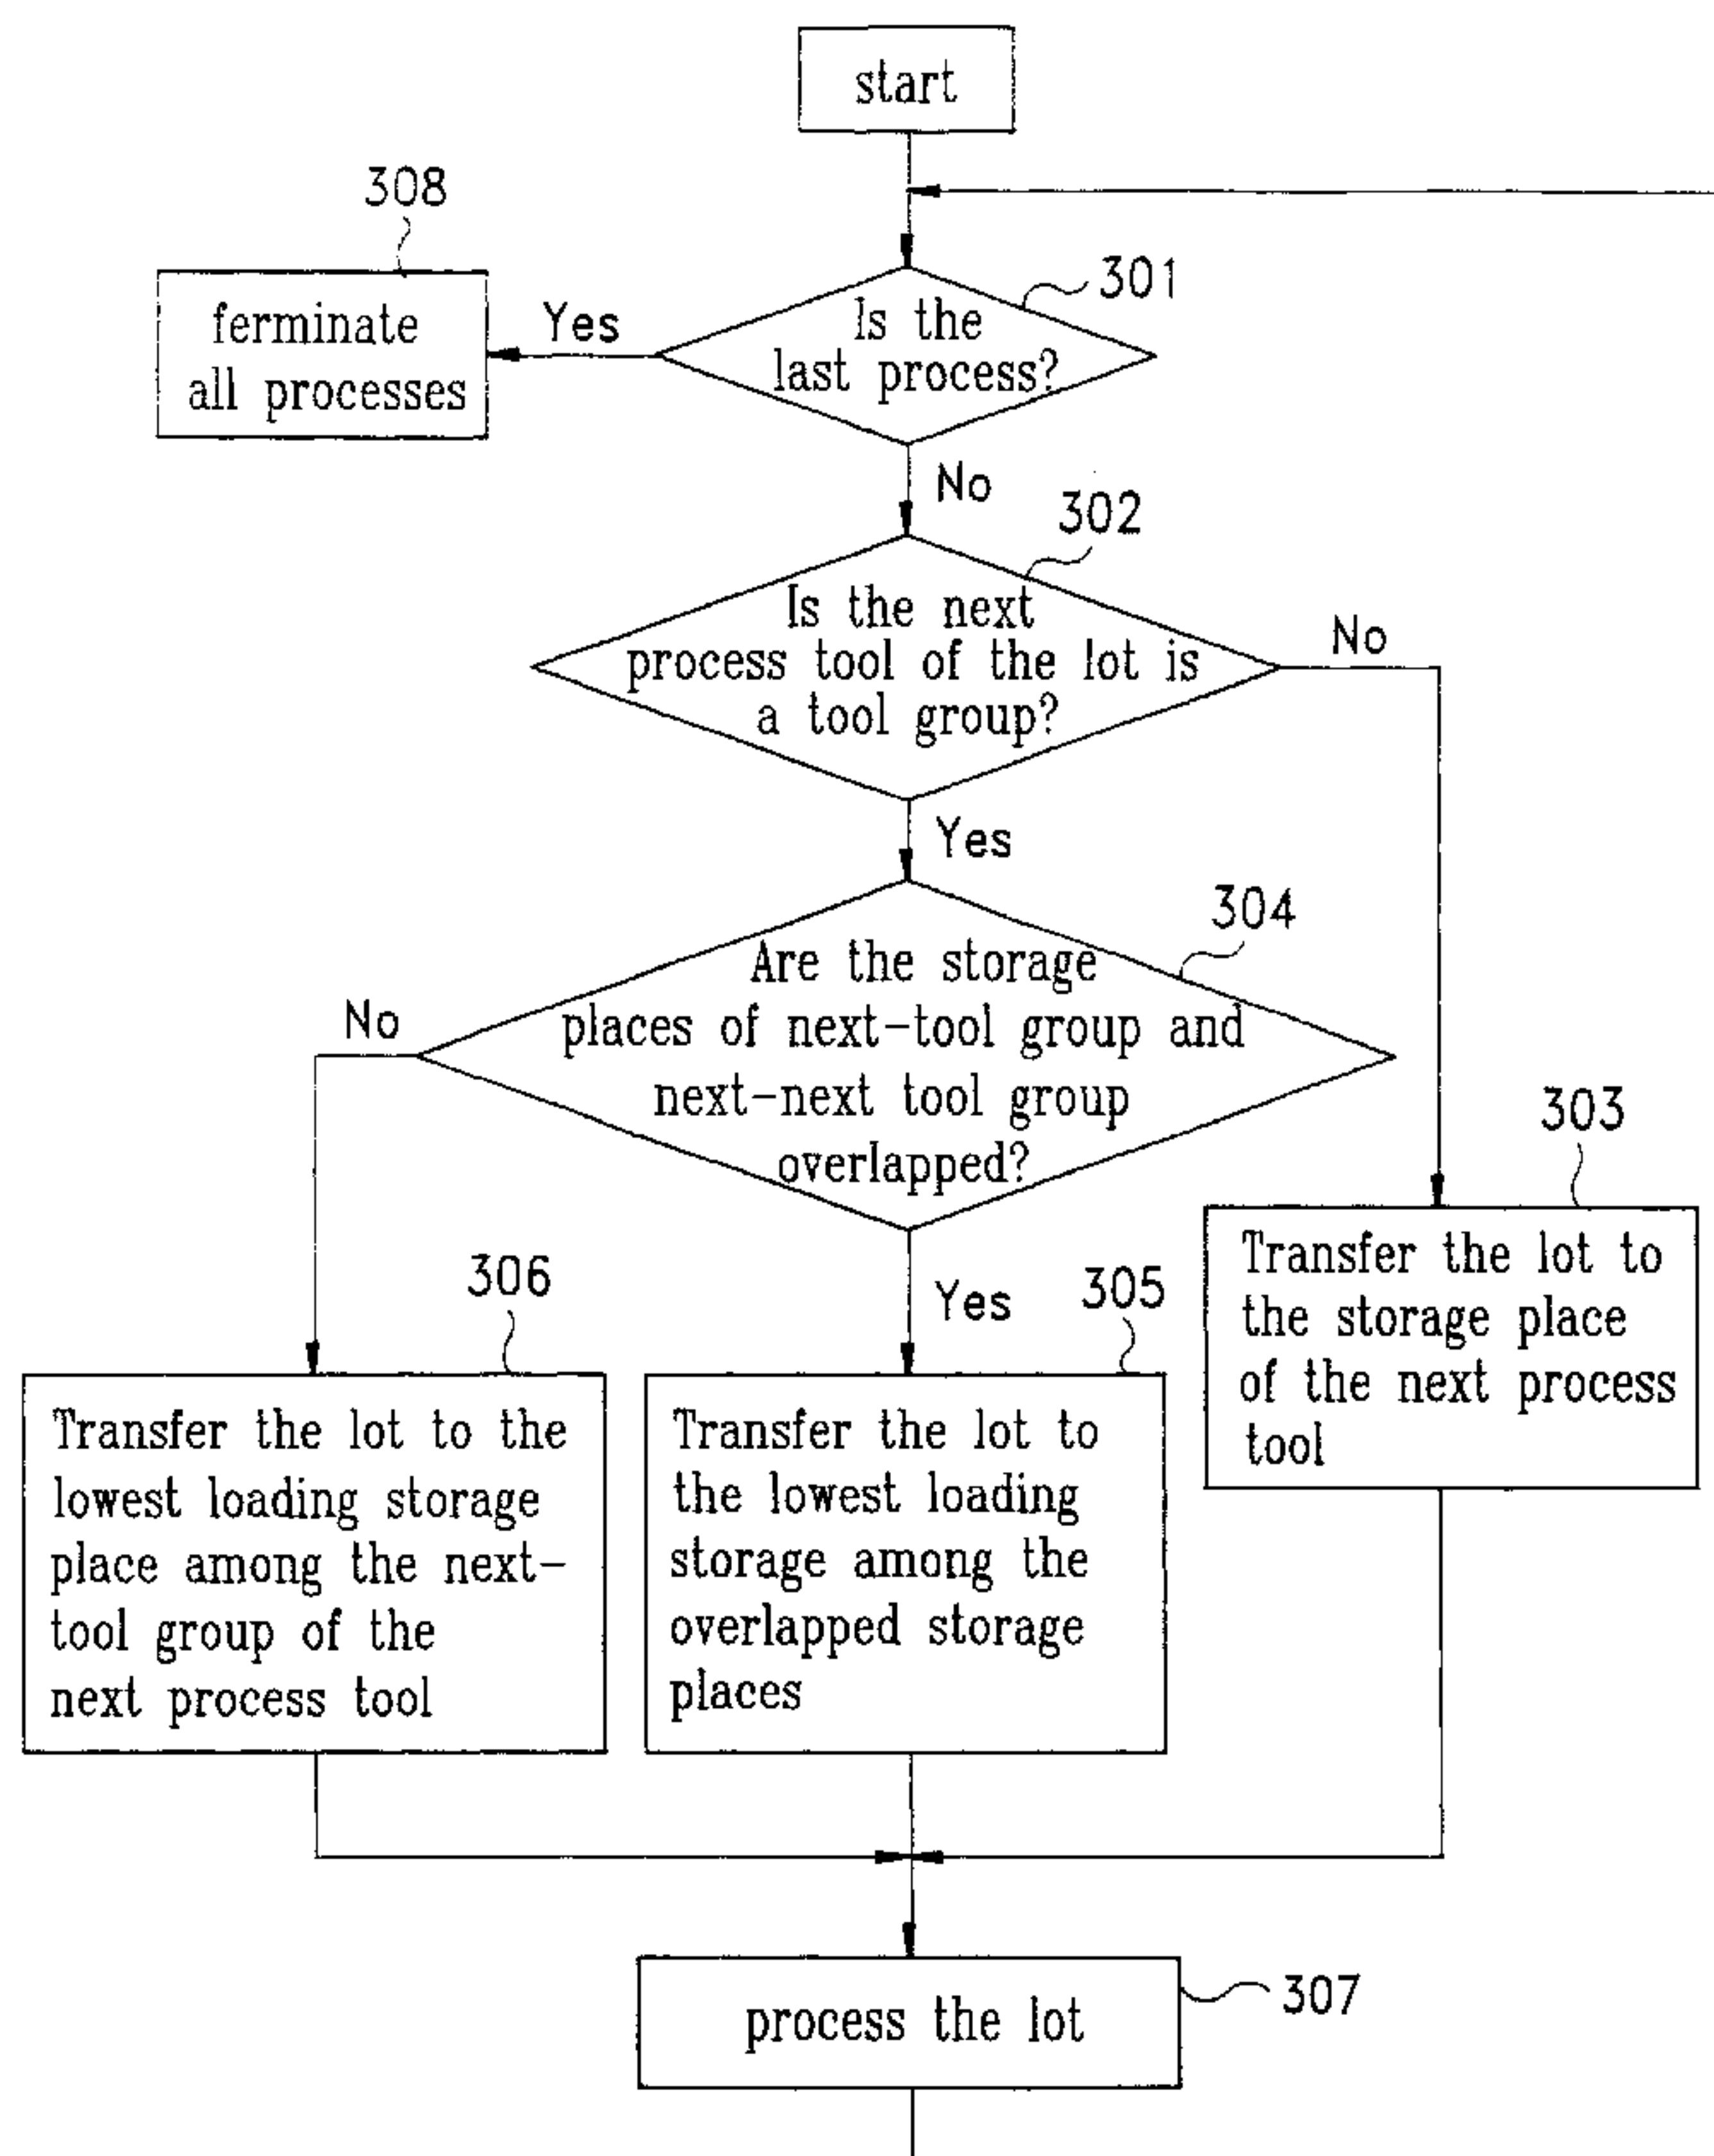 start
308
301
ferminate
all processes
Yes
Is the
last process?
No
302
Is the next
process tool of the lot is
a tool group?
No
Yes
304
Are the storage
places of next-tool group and
next-next tool group
overlapped?
No
303
Transfer the lot to
the storage place
of the next process
tool
306
Yes
305
Transfer the lot to the
lowest loading storage
place among the next-
tool group of the
next process tool
Transfer the lot to
the lowest loading
storage among the
overlapped storage
places
process the lot
307